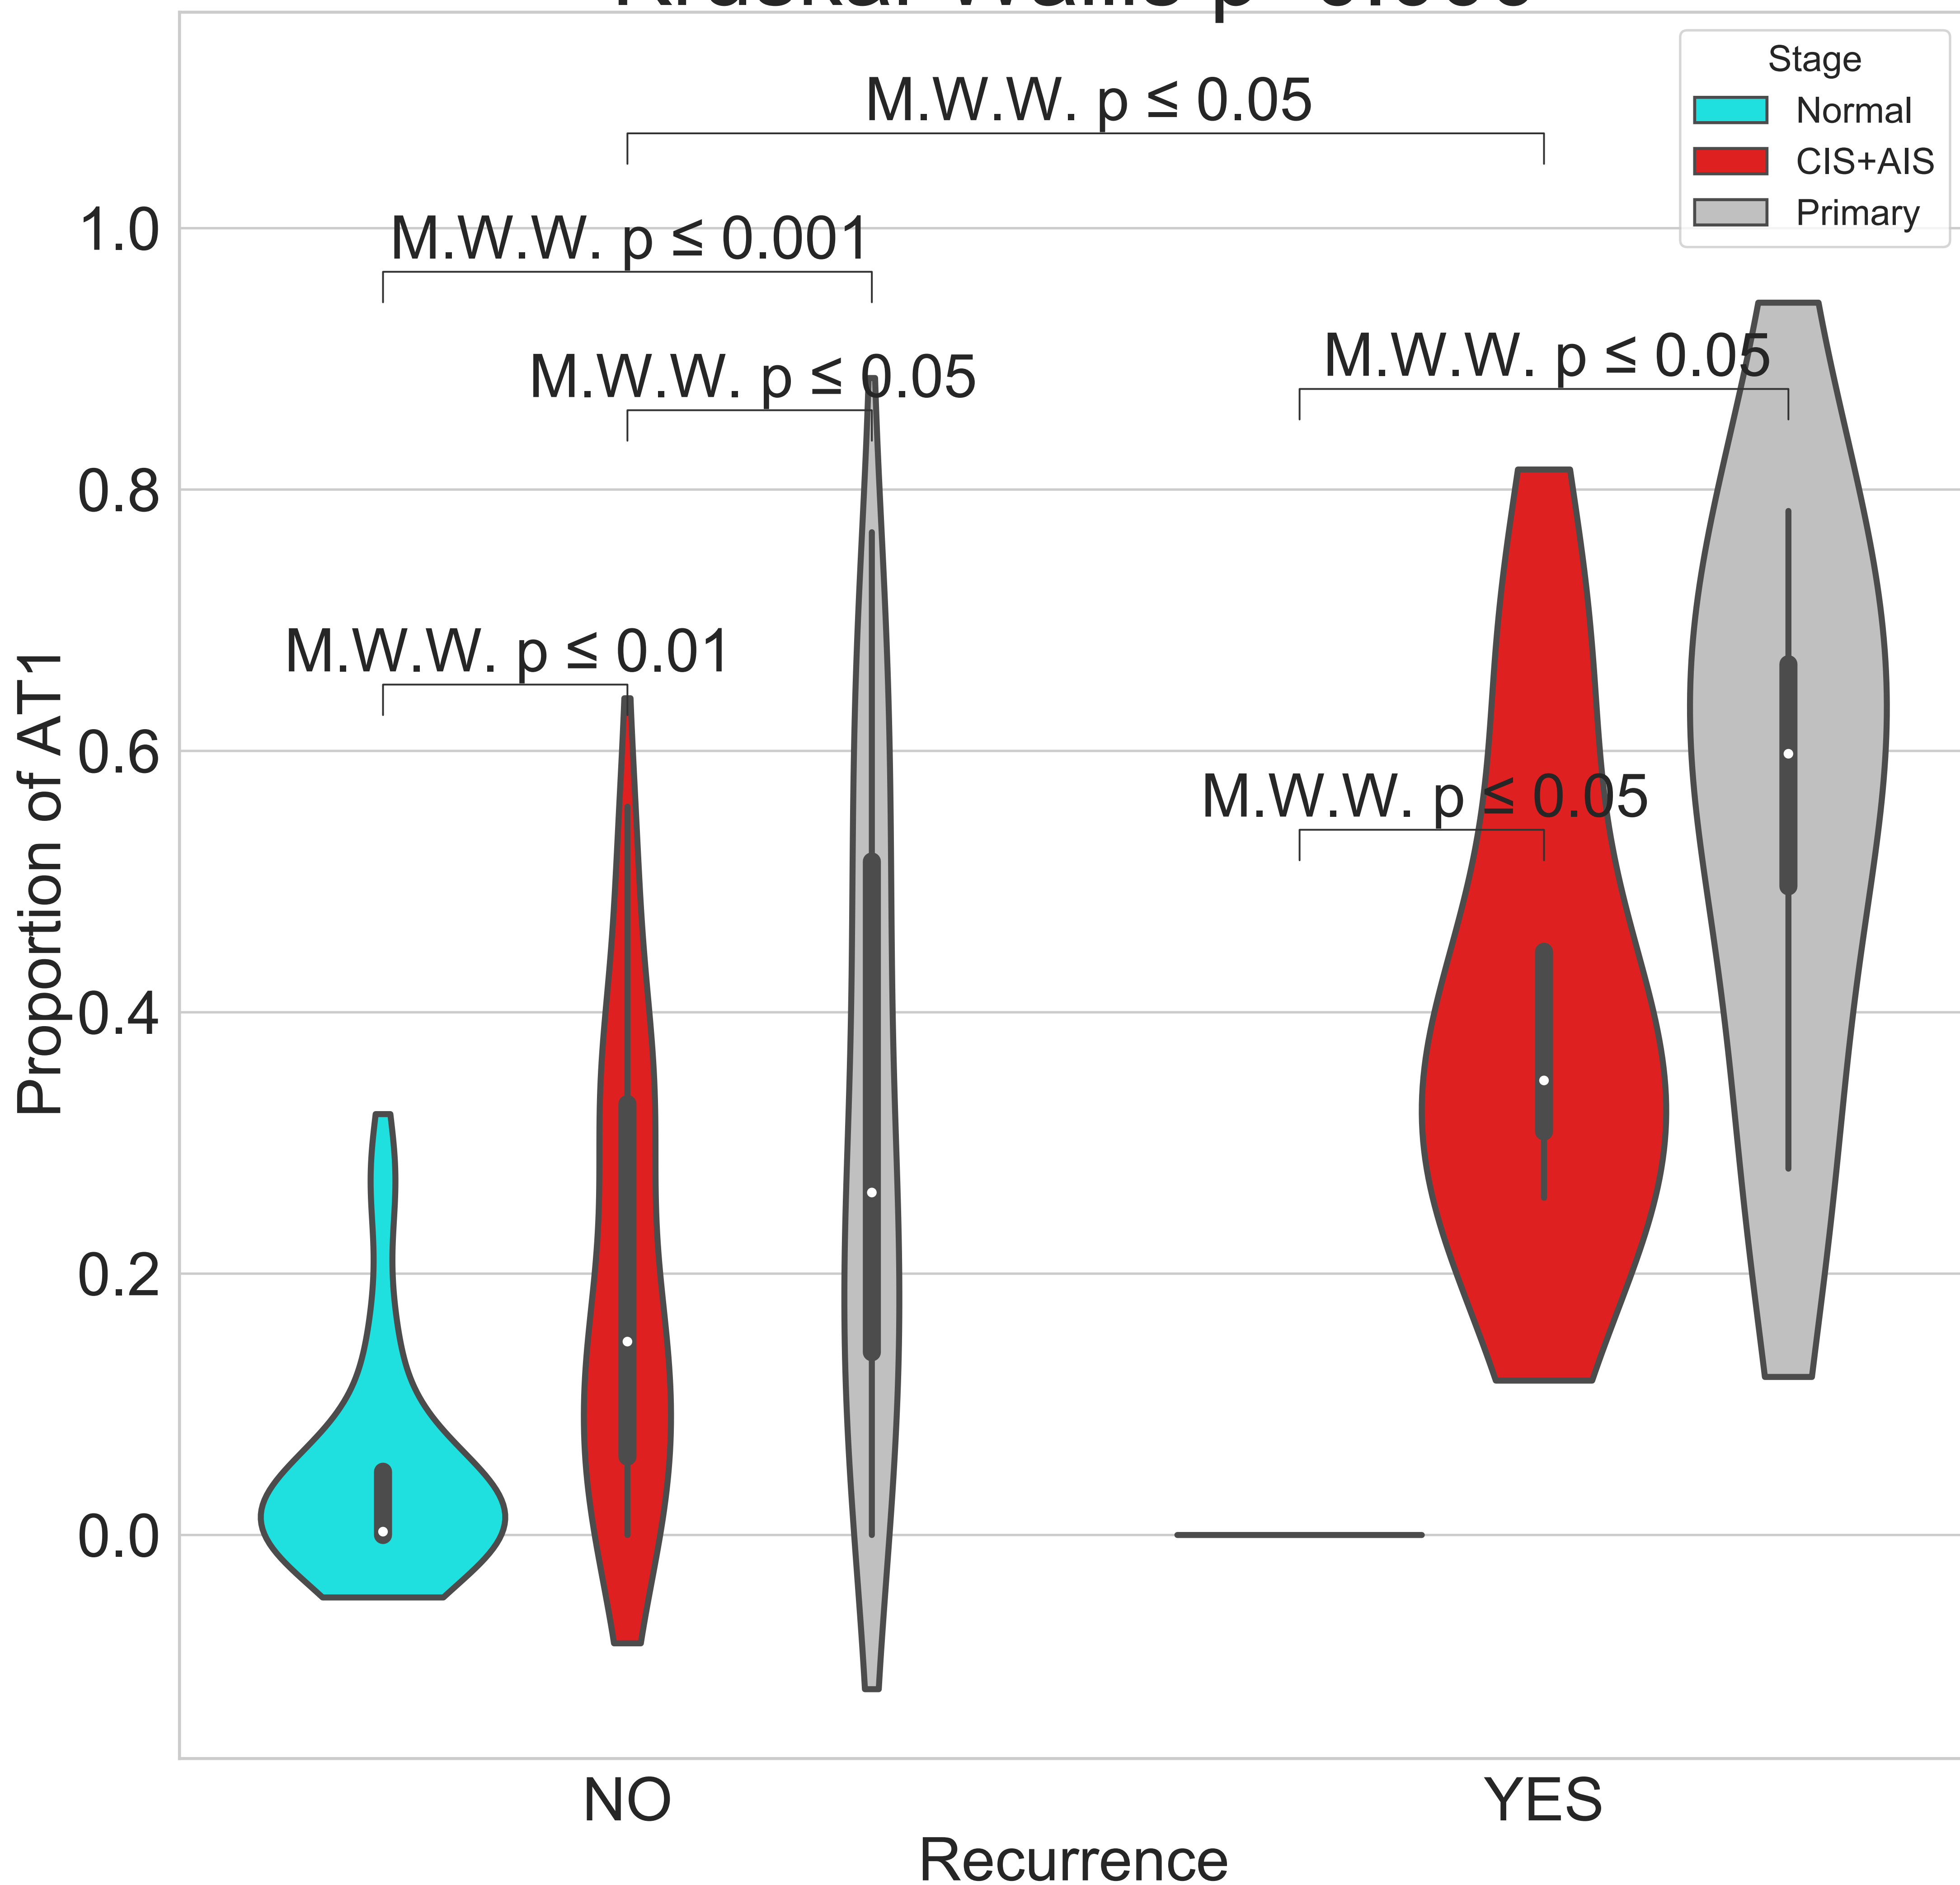 Stage
Normal
CIS+AIS
Primary
M.W.W. p ≤ 0.05
M.W.W. p ≤ 0.001
M.W.W. p ≤ 0.05
M.W.W. p ≤ 0.05
M.W.W. p ≤ 0.01
M.W.W. p ≤ 0.05
1.0
0.8
0.6
0.4
0.2
0.0
Proportion of AT1
NO
YES
Recurrence